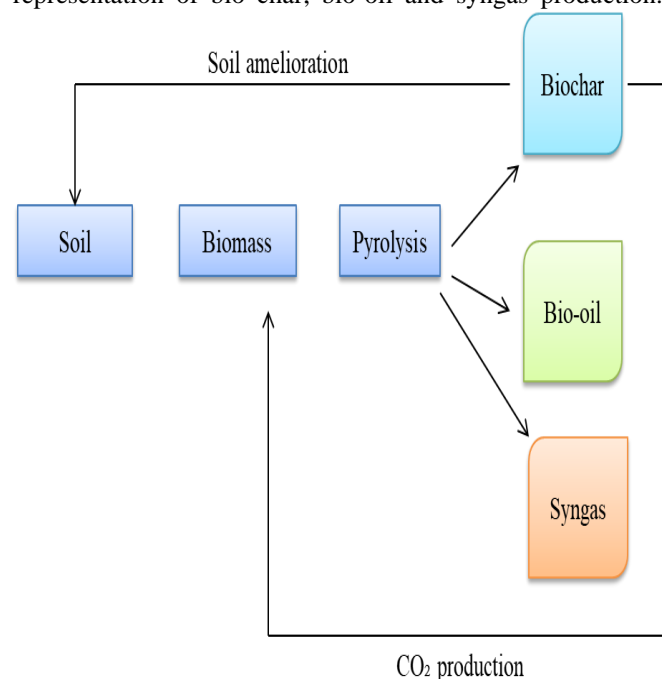 representation of bio char, bio-oil and syngas production.
Soil amelioration
Biochar
Soil
Biomass
Pyrolysis
Bio-oil
Syngas
CO₂ production